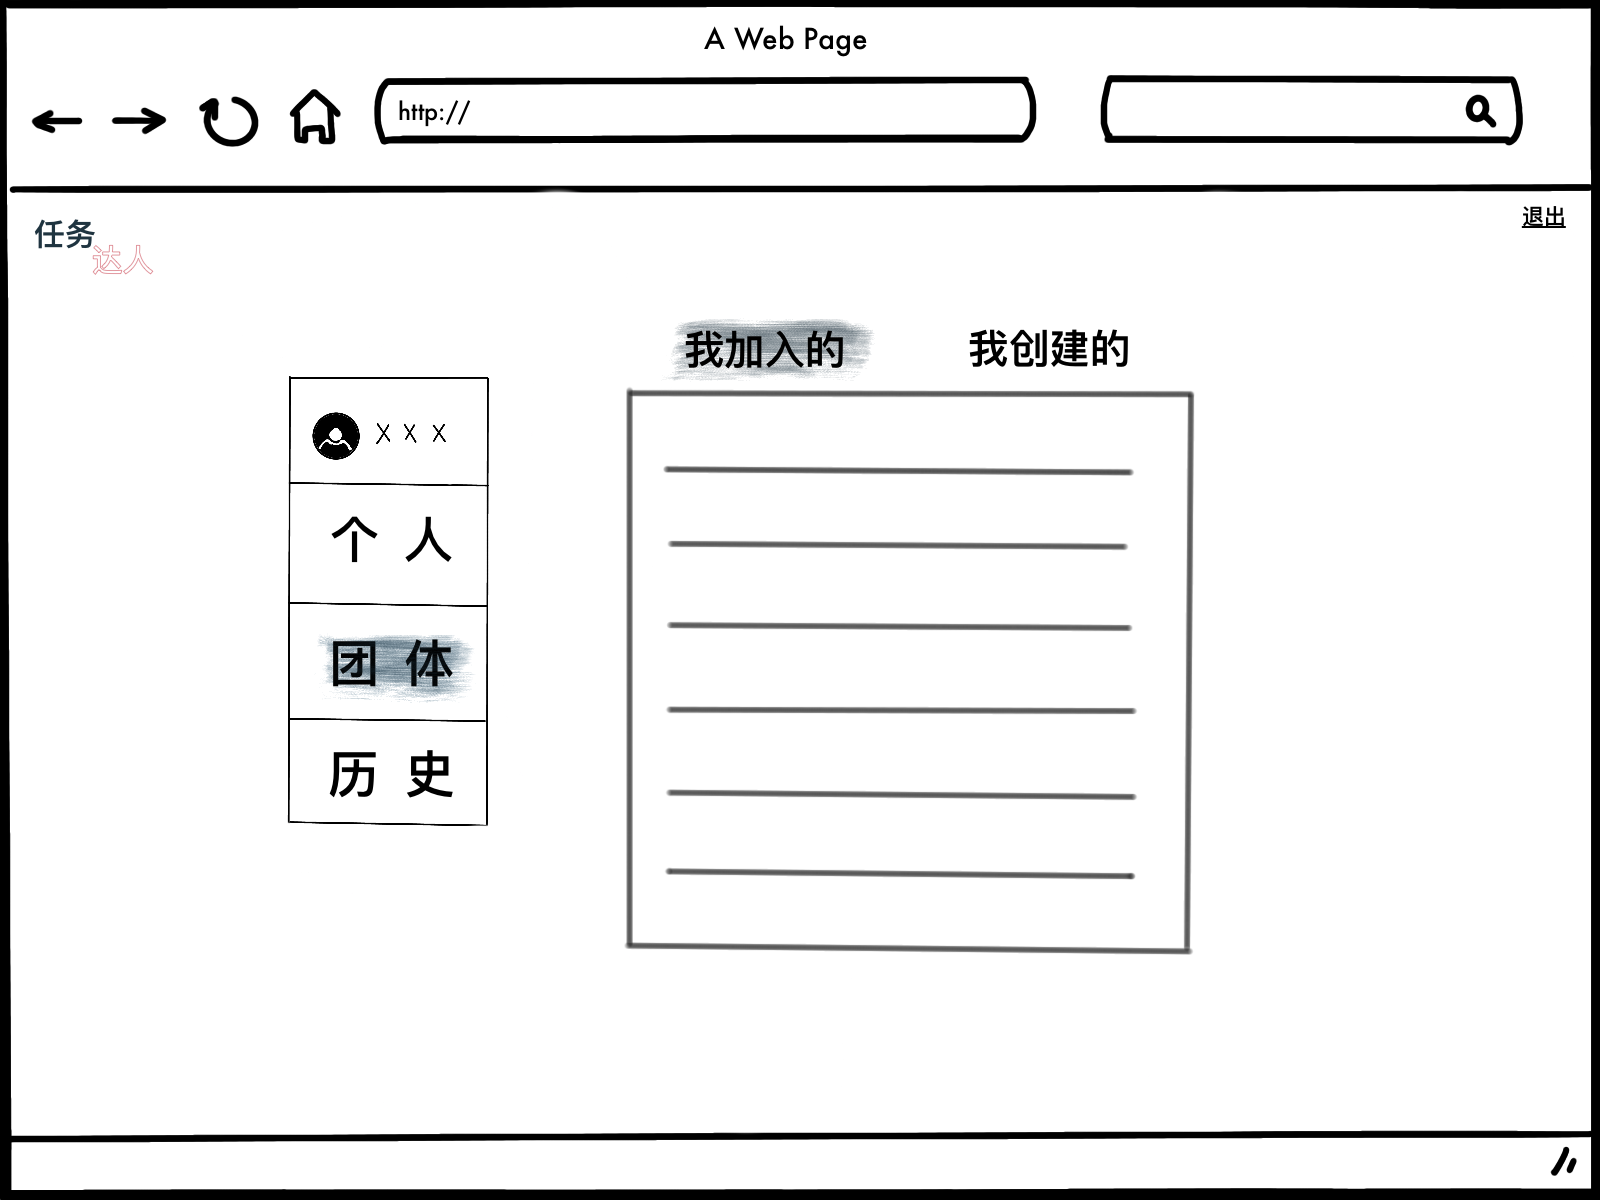 A Web Page
http://
任务
达人
退出
我加入的 我创建的
X X X
个 人
团 体
历 史